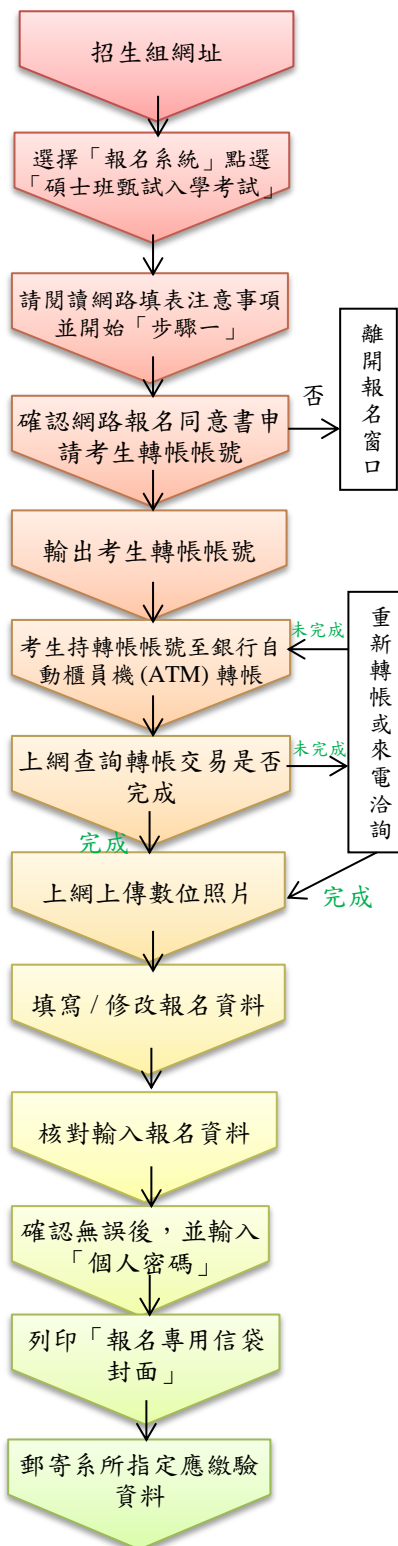 招生組網址
選擇「報名系統」點選
「碩士班甄試入學考試」
請閱讀網路填表注意事項
並開始「步驟一」
確認網路報名同意書申
請考生轉帳帳號
否
離開報名窗口
輸出考生轉帳帳號
考生持轉帳帳號至銀行自
動櫃員機 (ATM) 轉帳
未完成
上網查詢轉帳交易是否
完成
未完成
重新轉帳或來電洽詢
完成
上網上傳數位照片
完成
填寫 / 修改報名資料
核對輸入報名資料
確認無誤後，並輸入
「個人密碼」
列印「報名專用信袋
封面」
郵寄系所指定應繳驗
資料